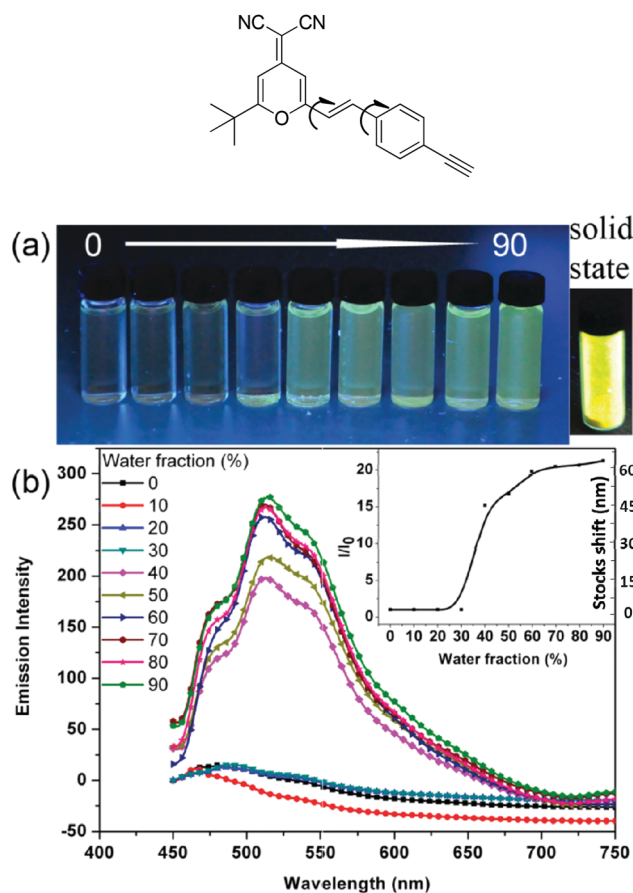 NC CN
O
(a)
0 90
solid
state
(b)
Water fraction (%)
0
10
20
30
40
50
60
70
80
90
300
250
200
150
100
50
0
-50
Emission Intensity
400 450 500 550 600 650 700 750
Wavelength (nm)
20
15
10
5
0
I/I0
60
45
30
15
0
Stocks shift (nm)
0 10 20 30 40 50 60 70 80 90
Water fraction (%)